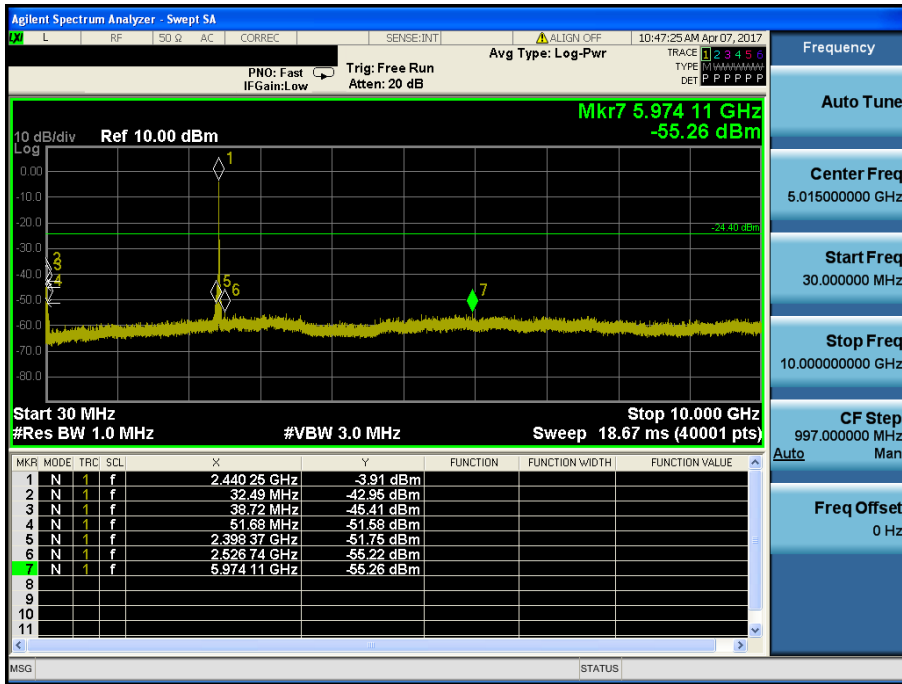 Agilent Spectrum Analyzer - Swept SA
LXI L RF 50 Ω AC CORREC SENSE:INT ALIGN OFF 10:47:25 AM Apr 07, 2017
Avg Type: Log-Pwr TRACE 1 2 3 4 5 6
PNO: Fast Trig: Free Run TYPE M WWWWW
IFGain:Low Atten: 20 dB DET P P P P P P
Mkr7 5.974 11 GHz
10 dB/div Ref 10.00 dBm -55.26 dBm
Log
0.00
-10.0
-20.0
-24.40 dBm
-30.0
-40.0
-50.0
-60.0
-70.0
-80.0
1
2
3
4
5
6
7
Start 30 MHz Stop 10.000 GHz
#Res BW 1.0 MHz #VBW 3.0 MHz Sweep 18.67 ms (40001 pts)
MKR MODE TRC SCL X Y FUNCTION FUNCTION WIDTH FUNCTION VALUE
1 N 1 f 2.440 25 GHz -3.91 dBm
2 N 1 f 32.49 MHz -42.95 dBm
3 N 1 f 38.72 MHz -45.41 dBm
4 N 1 f 51.68 MHz -51.58 dBm
5 N 1 f 2.398 37 GHz -51.75 dBm
6 N 1 f 2.526 74 GHz -55.22 dBm
7 N 1 f 5.974 11 GHz -55.26 dBm
8
9
10
11
MSG STATUS
Frequency
Auto Tune
Center Freq
5.015000000 GHz
Start Freq
30.000000 MHz
Stop Freq
10.000000000 GHz
CF Step
997.000000 MHz
Auto Man
Freq Offset
0 Hz